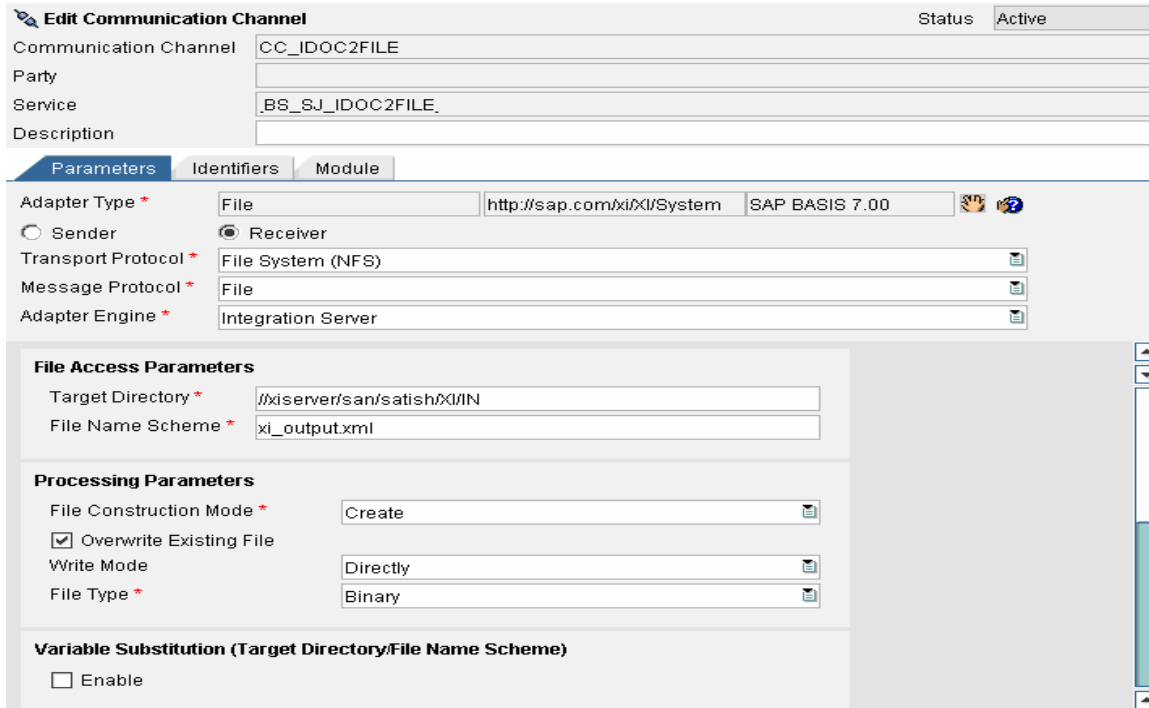 Edit Communication Channel Status Active
Communication Channel CC_IDOC2FILE
Party
Service .BS_SJ_IDOC2FILE.
Description
Parameters Identifiers Module
Adapter Type * File http://sap.com/xi/XI/System SAP BASIS 7.00
Sender Receiver
Transport Protocol * File System (NFS)
Message Protocol * File
Adapter Engine * Integration Server
File Access Parameters
Target Directory * //xiserver/san/satish/XI/IN
File Name Scheme * xi_output.xml
Processing Parameters
File Construction Mode * Create
Overwrite Existing File
Write Mode Directly
File Type * Binary
Variable Substitution (Target Directory/File Name Scheme)
Enable